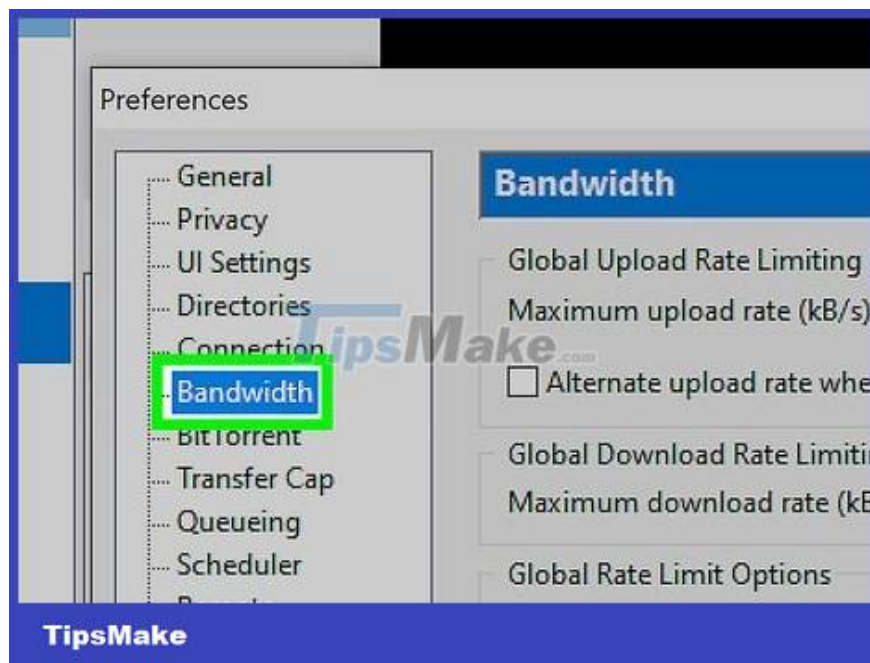 Preferences
General
Privacy
UI Settings
Directories
Connection
Bandwidth
BitTorrent
Transfer Cap
Queueing
Scheduler
Bandwidth
Global Upload Rate Limiting
Maximum upload rate (kB/s)
Alternate upload rate whe
Global Download Rate Limiti
Maximum download rate (kB
Global Rate Limit Options
TipsMake.com
TipsMake